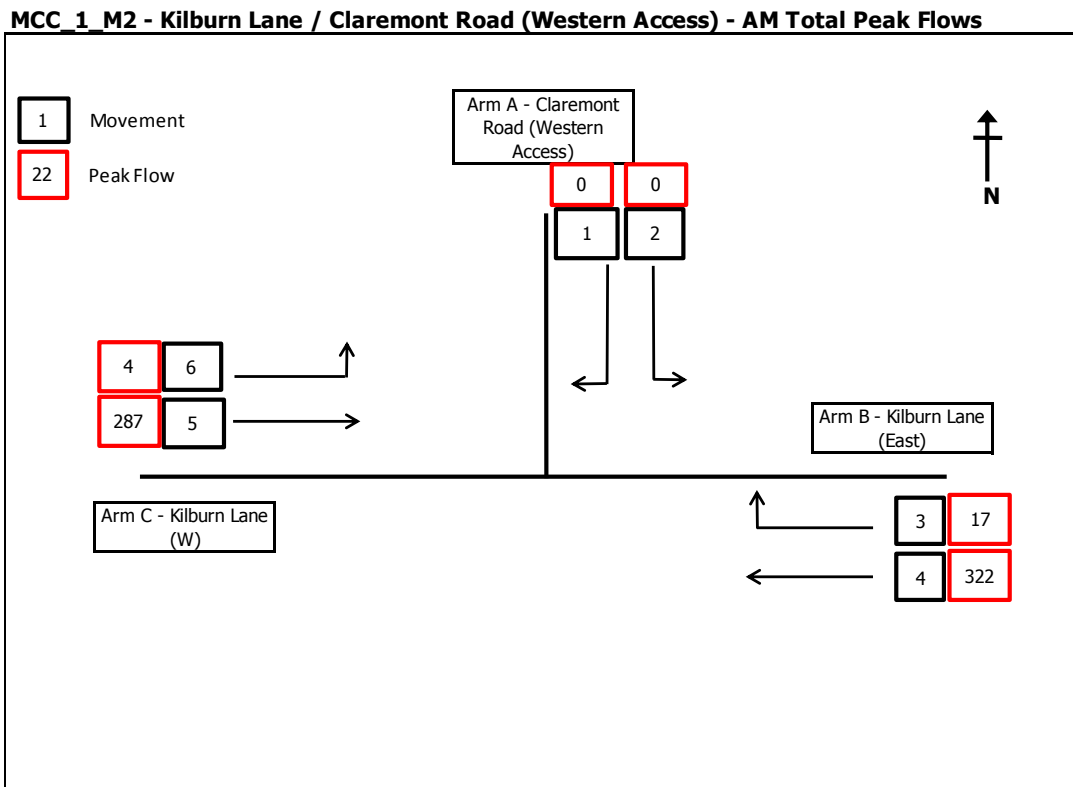 MCC_1_M2 - Kilburn Lane / Claremont Road (Western Access) - AM Total Peak Flows
1 Movement
22 Peak Flow
Arm A - Claremont
Road (Western
Access)
N
0 0
1 2
4 6
287 5
Arm B - Kilburn Lane
(East)
Arm C - Kilburn Lane
(W)
3 17
4 322